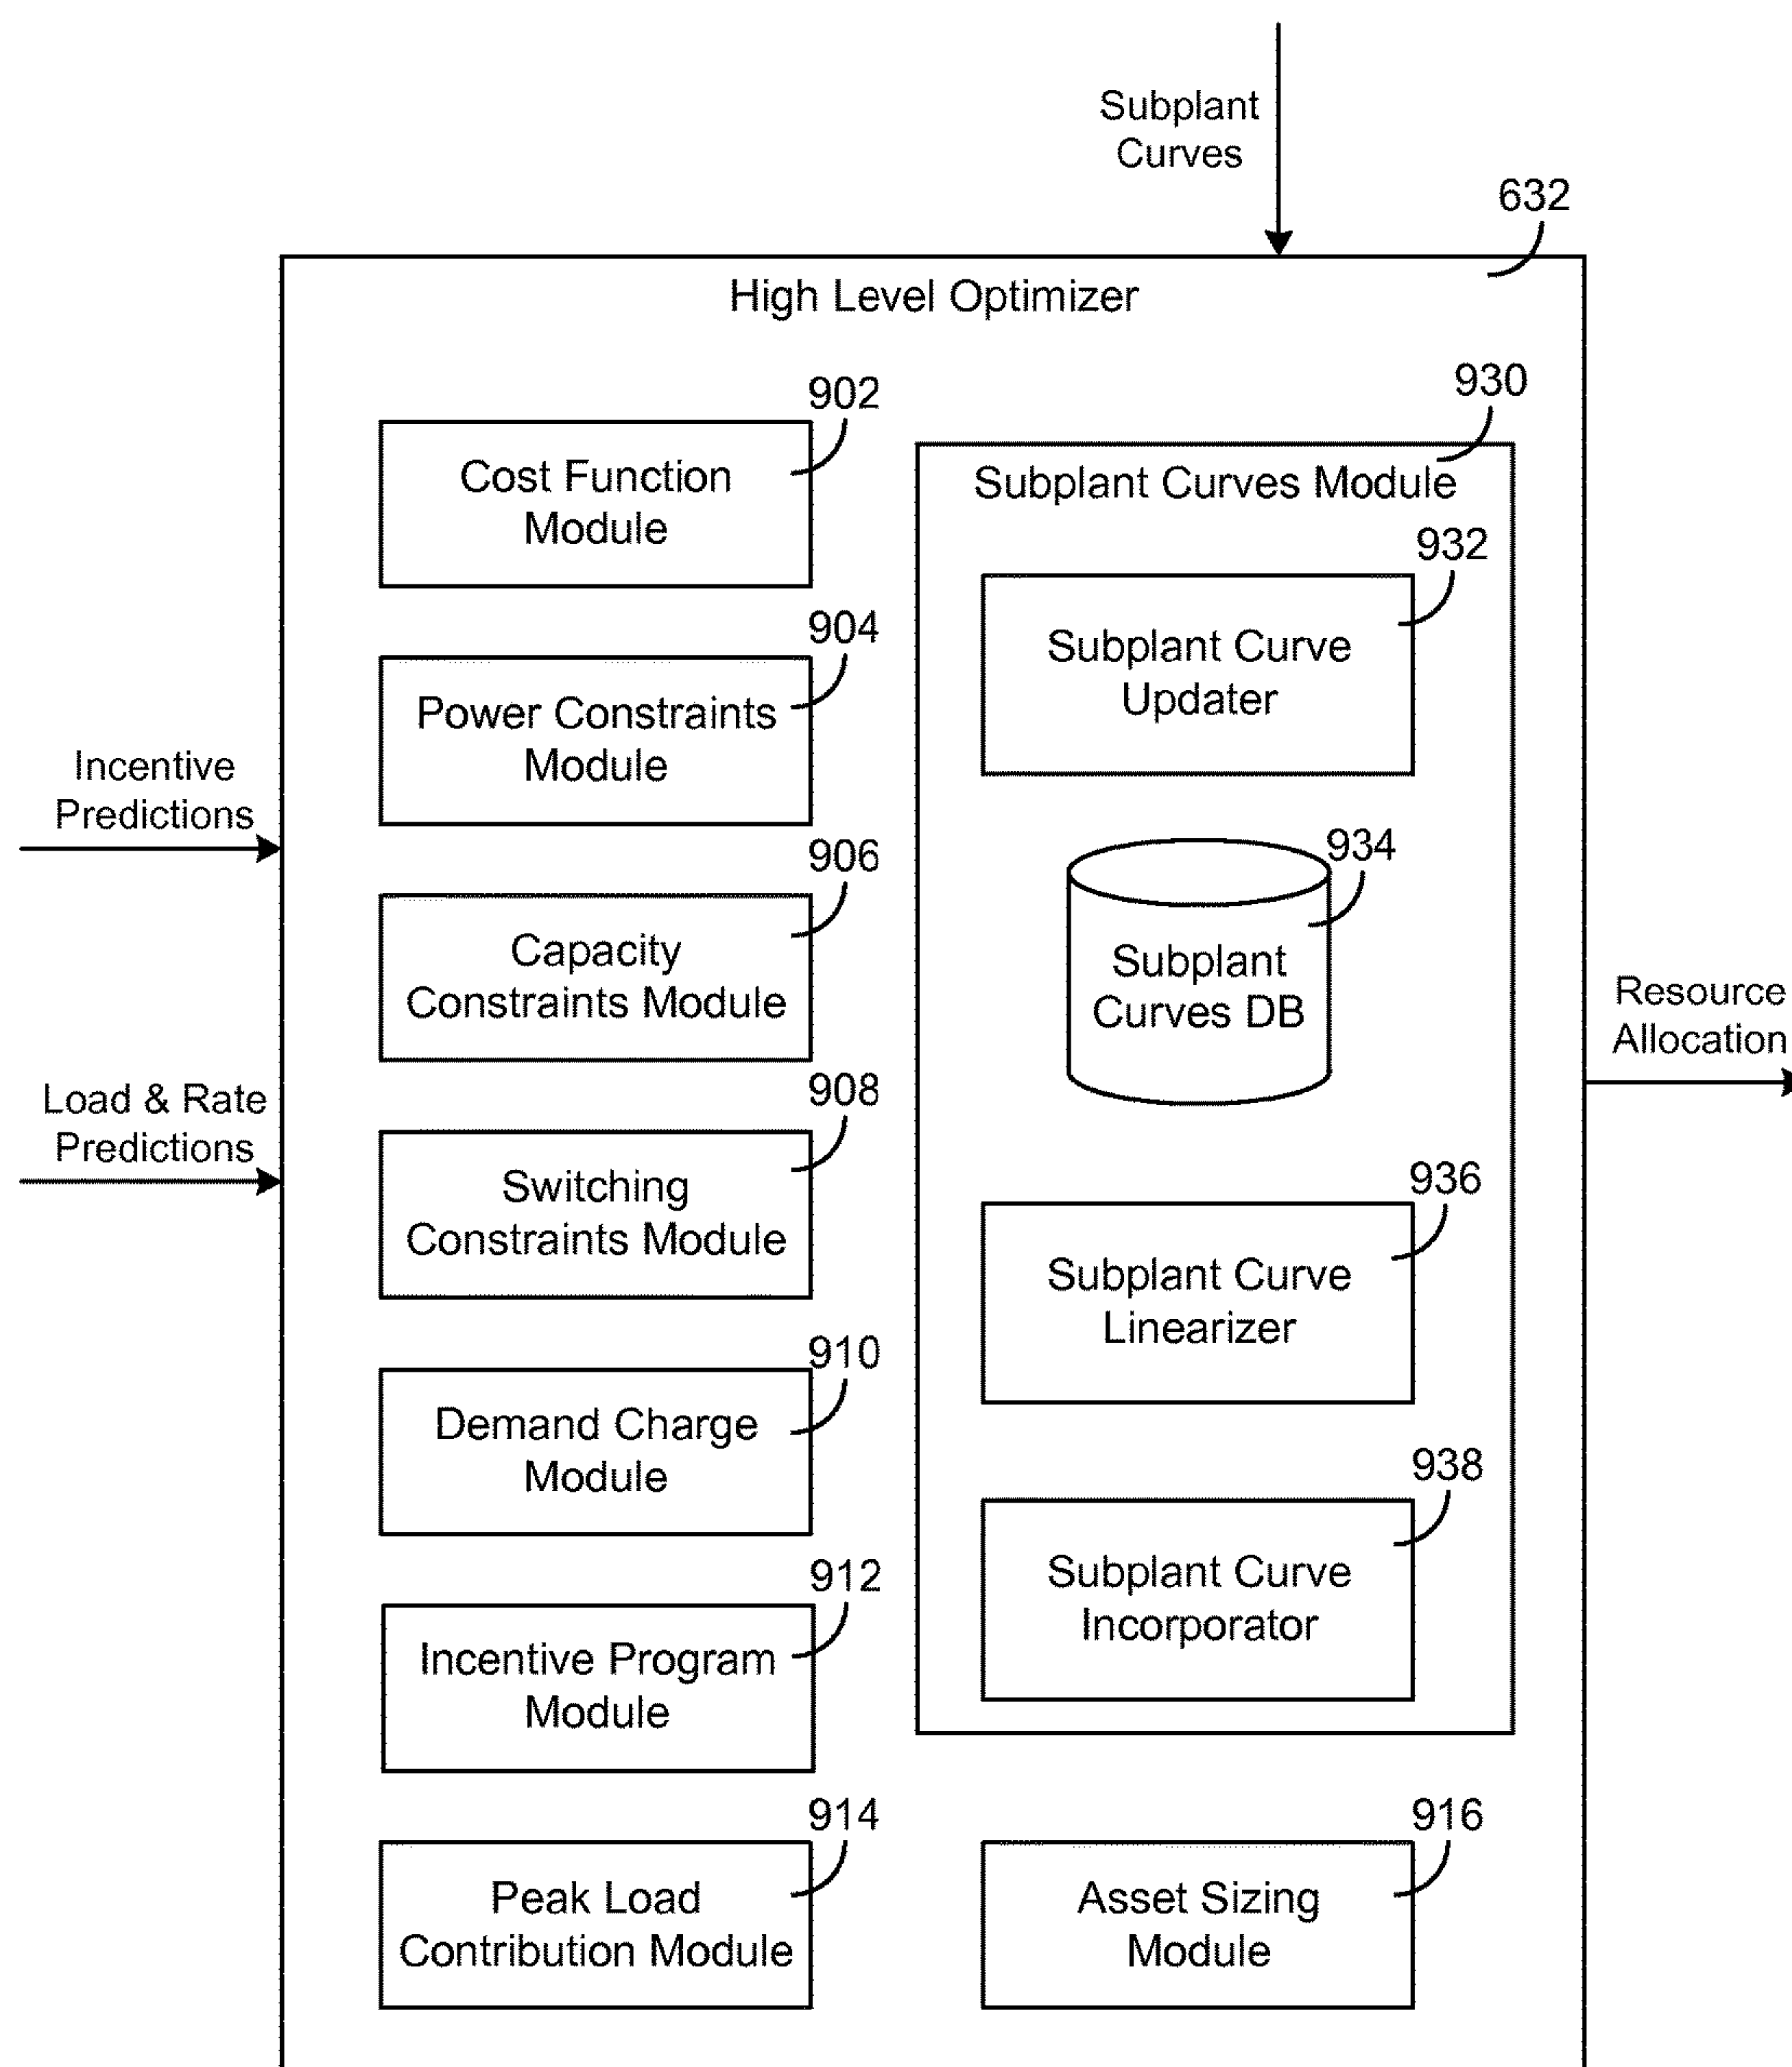 Subplant
Curves
632
High Level Optimizer
902
Cost Function
Module
904
Power Constraints
Module
Incentive
Predictions
906
Capacity
Constraints Module
Load & Rate
Predictions
908
Switching
Constraints Module
910
Demand Charge
Module
912
Incentive Program
Module
914
Peak Load
Contribution Module
930
Subplant Curves Module
932
Subplant Curve
Updater
934
Subplant
Curves DB
936
Subplant Curve
Linearizer
938
Subplant Curve
Incorporator
916
Asset Sizing
Module
Resource
Allocation